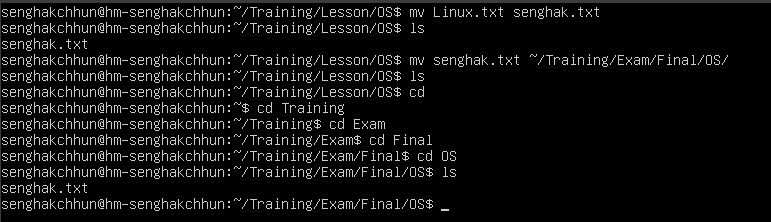 senghakchhun@hm-senghakchhun:~/Training/Lesson/OS$ mv Linux.txt senghak.txt
senghakchhun@hm-senghakchhun:~/Training/Lesson/OS$ ls
senghak.txt
senghakchhun@hm-senghakchhun:~/Training/Lesson/OS$ mv senghak.txt ~/Training/Exam/Final/OS/
senghakchhun@hm-senghakchhun:~/Training/Lesson/OS$ ls
senghakchhun@hm-senghakchhun:~/Training/Lesson/OS$ cd
senghakchhun@hm-senghakchhun:~$ cd Training
senghakchhun@hm-senghakchhun:~/Training$ cd Exam
senghakchhun@hm-senghakchhun:~/Training/Exam$ cd Final
senghakchhun@hm-senghakchhun:~/Training/Exam/Final$ cd OS
senghakchhun@hm-senghakchhun:~/Training/Exam/Final/OS$ ls
senghak.txt
senghakchhun@hm-senghakchhun:~/Training/Exam/Final/OS$ _